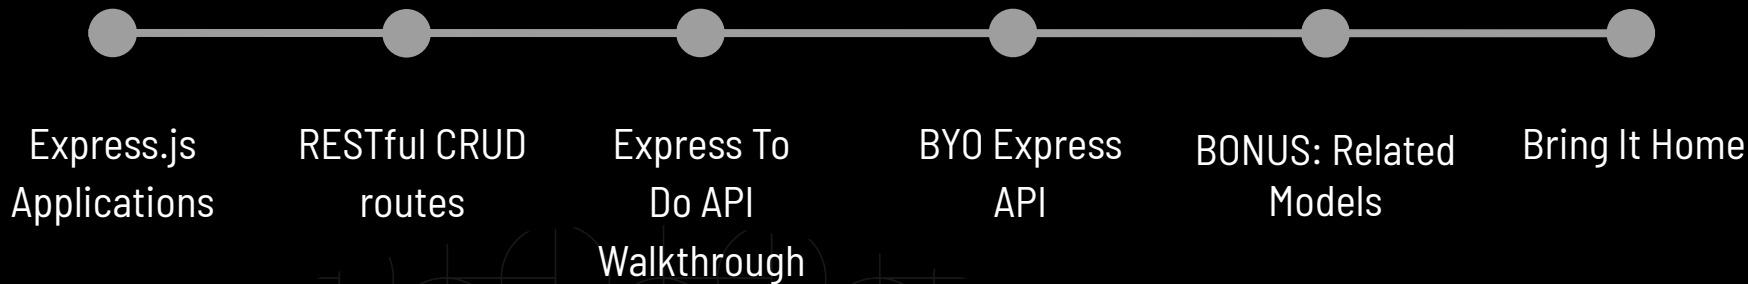 Express.js
Applications
RESTful CRUD
routes
Express To
Do API
Walkthrough
BYO Express
API
BONUS: Related
Models
Bring It Home